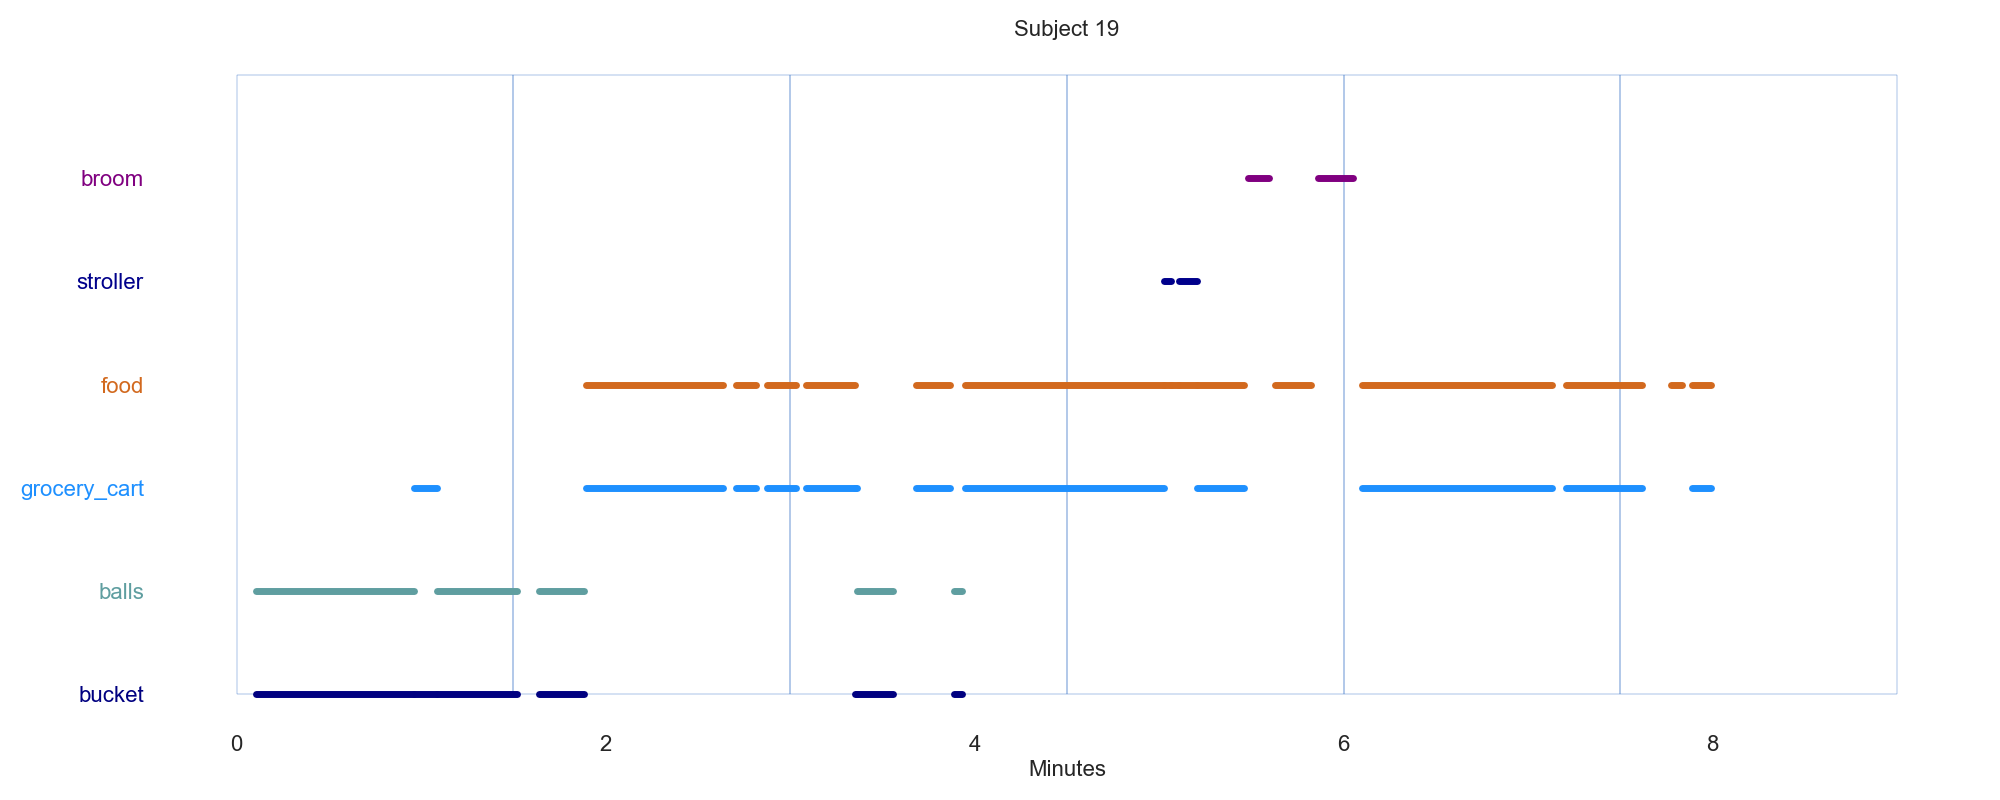 Subject 19
broom
stroller
food
grocery_cart
balls
bucket
0 2 4 6 8
Minutes